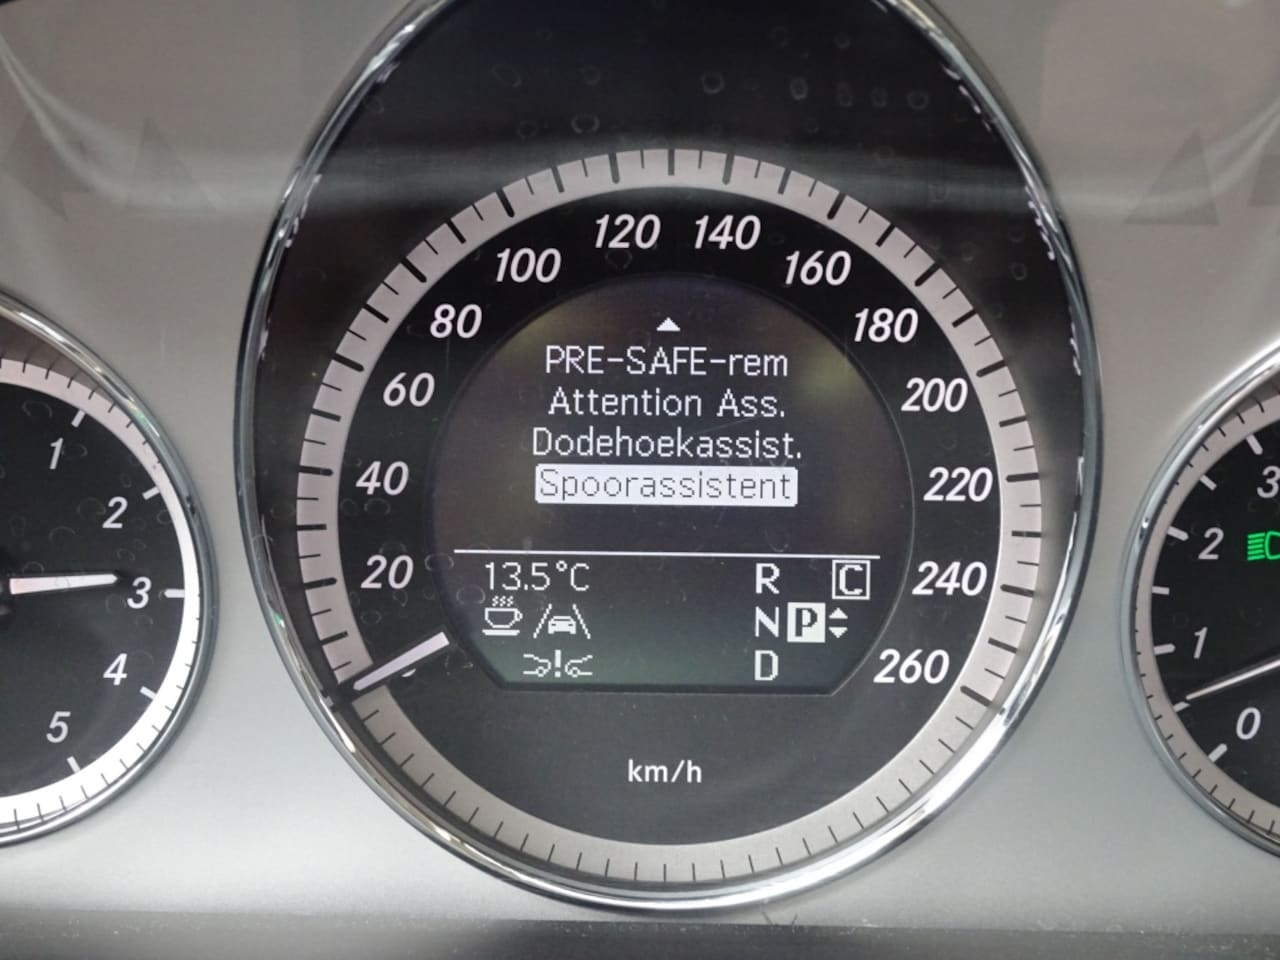 120 140
100 160
80 180
60 200
40 220
20 240
260
PRE-SAFE-rem
Attention Ass.
Dodehoekassist.
Spoorassistent
13.5°C R C
N P
D
km/h
1
2
3
4
5
3
2
1
0